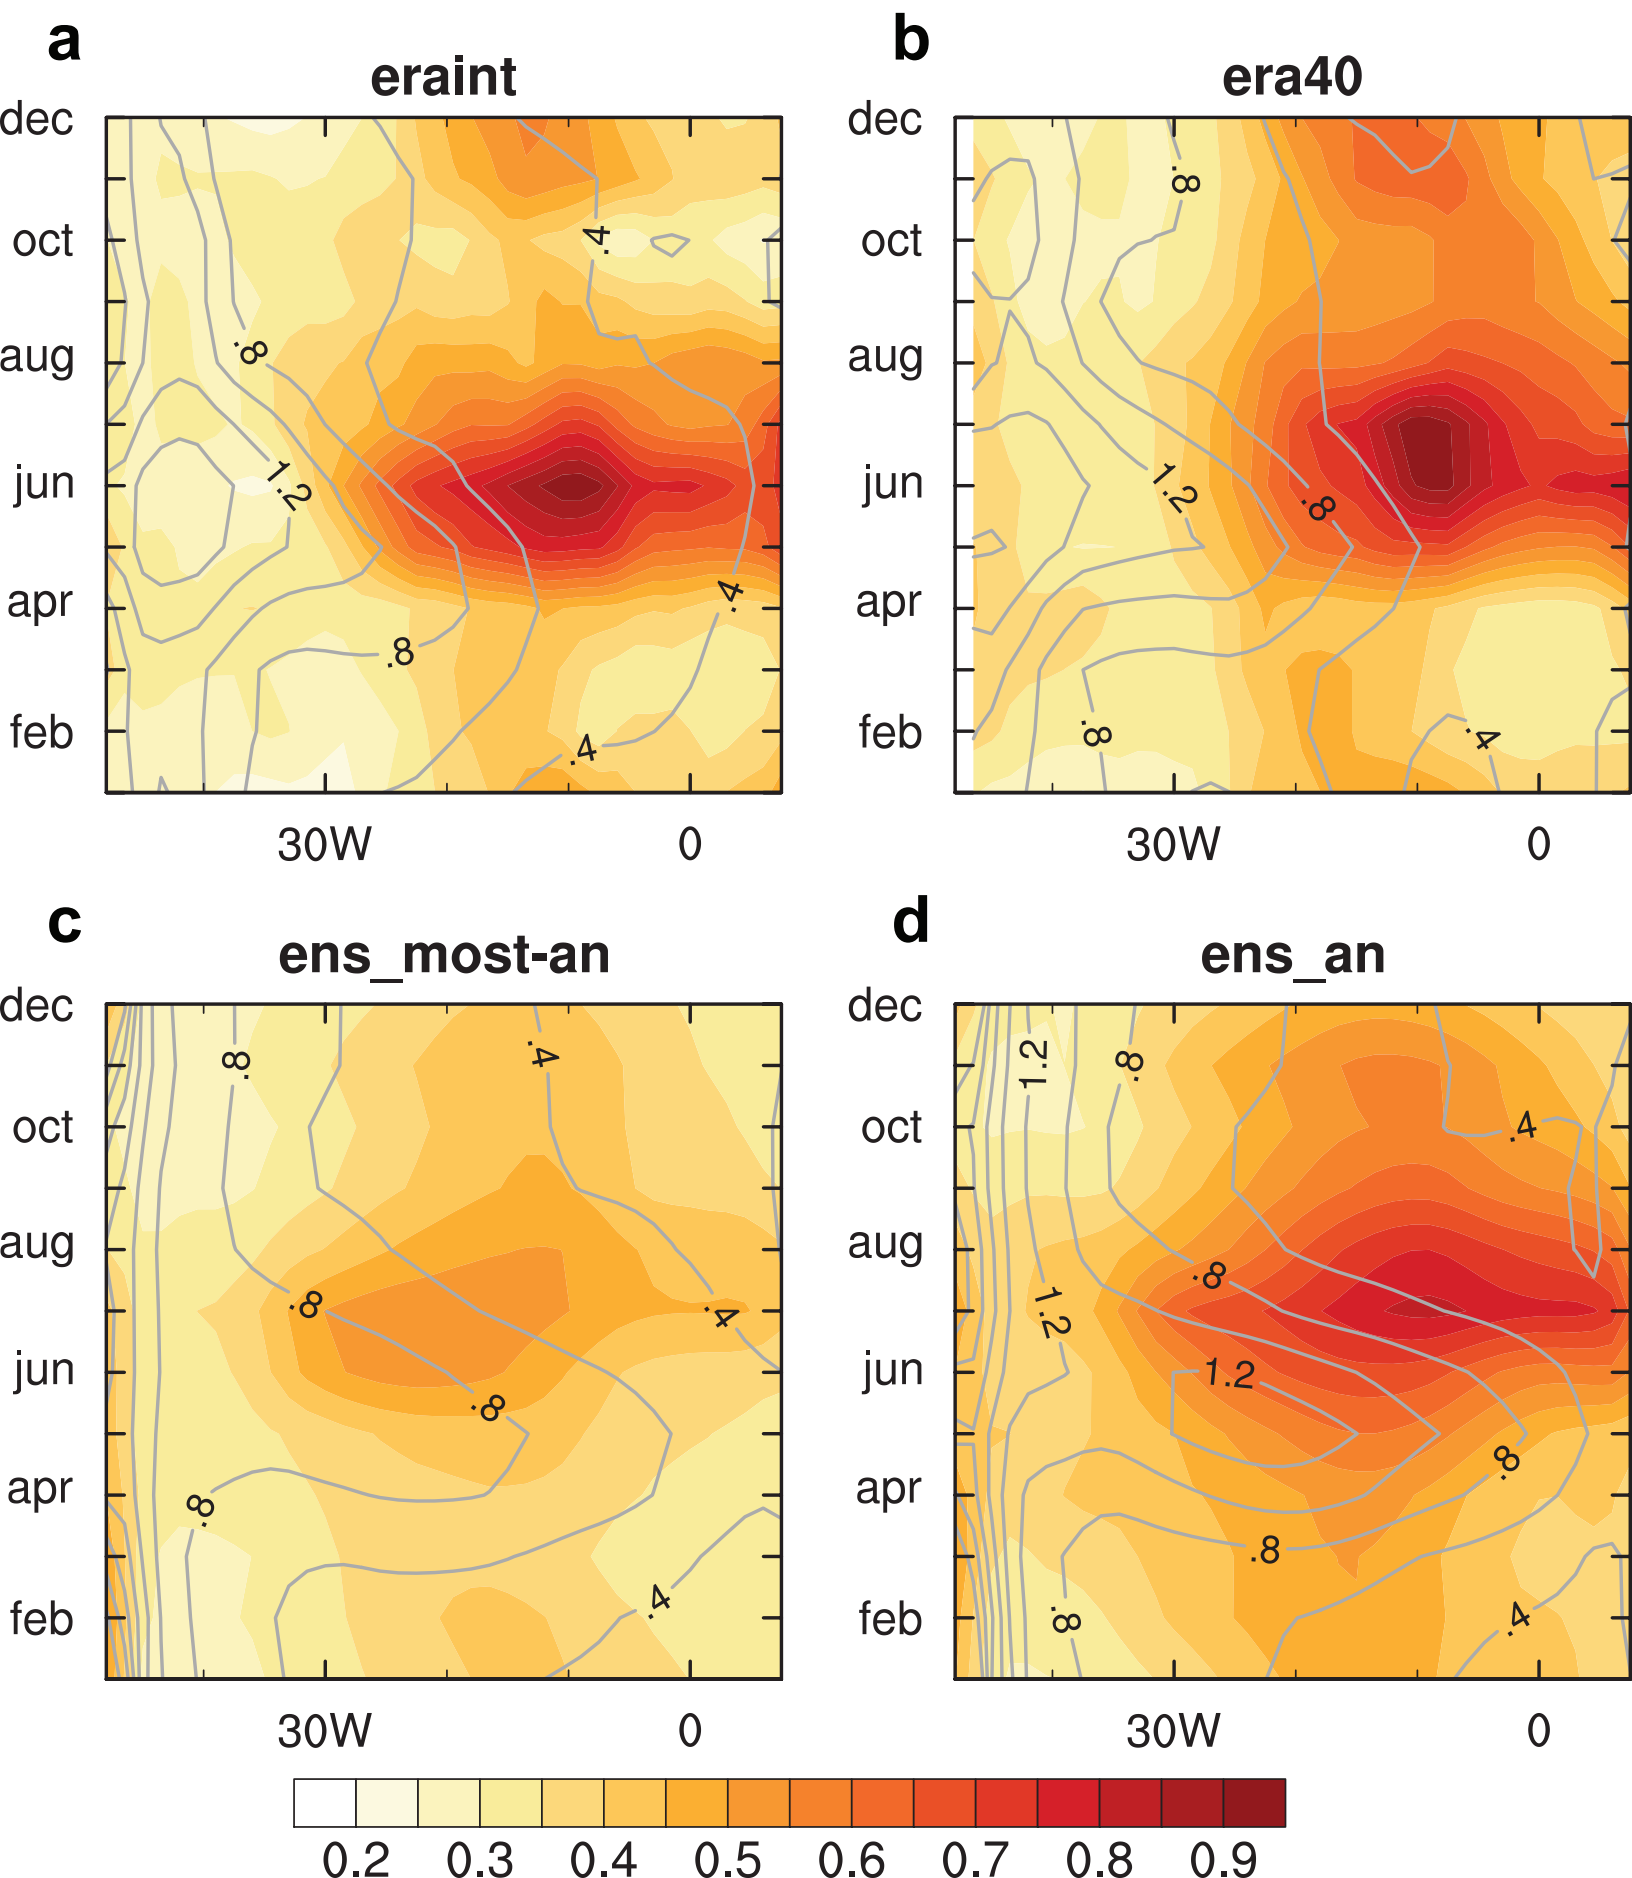 a
b
eraint
era40
dec
oct
aug
jun
apr
feb
.8
.4
1.2
.8
.4
.4
30W
0
dec
oct
aug
jun
apr
feb
.8
1.2
.8
.8
.4
30W
0
c
d
ens_most-an
ens_an
dec
oct
aug
jun
apr
feb
.8
.4
.8
.4
.8
.8
.4
30W
0
dec
oct
aug
jun
apr
feb
1.2
.8
.4
.8
1.2
1.2
.8
.8
.8
.4
30W
0
0.2 0.3 0.4 0.5 0.6 0.7 0.8 0.9